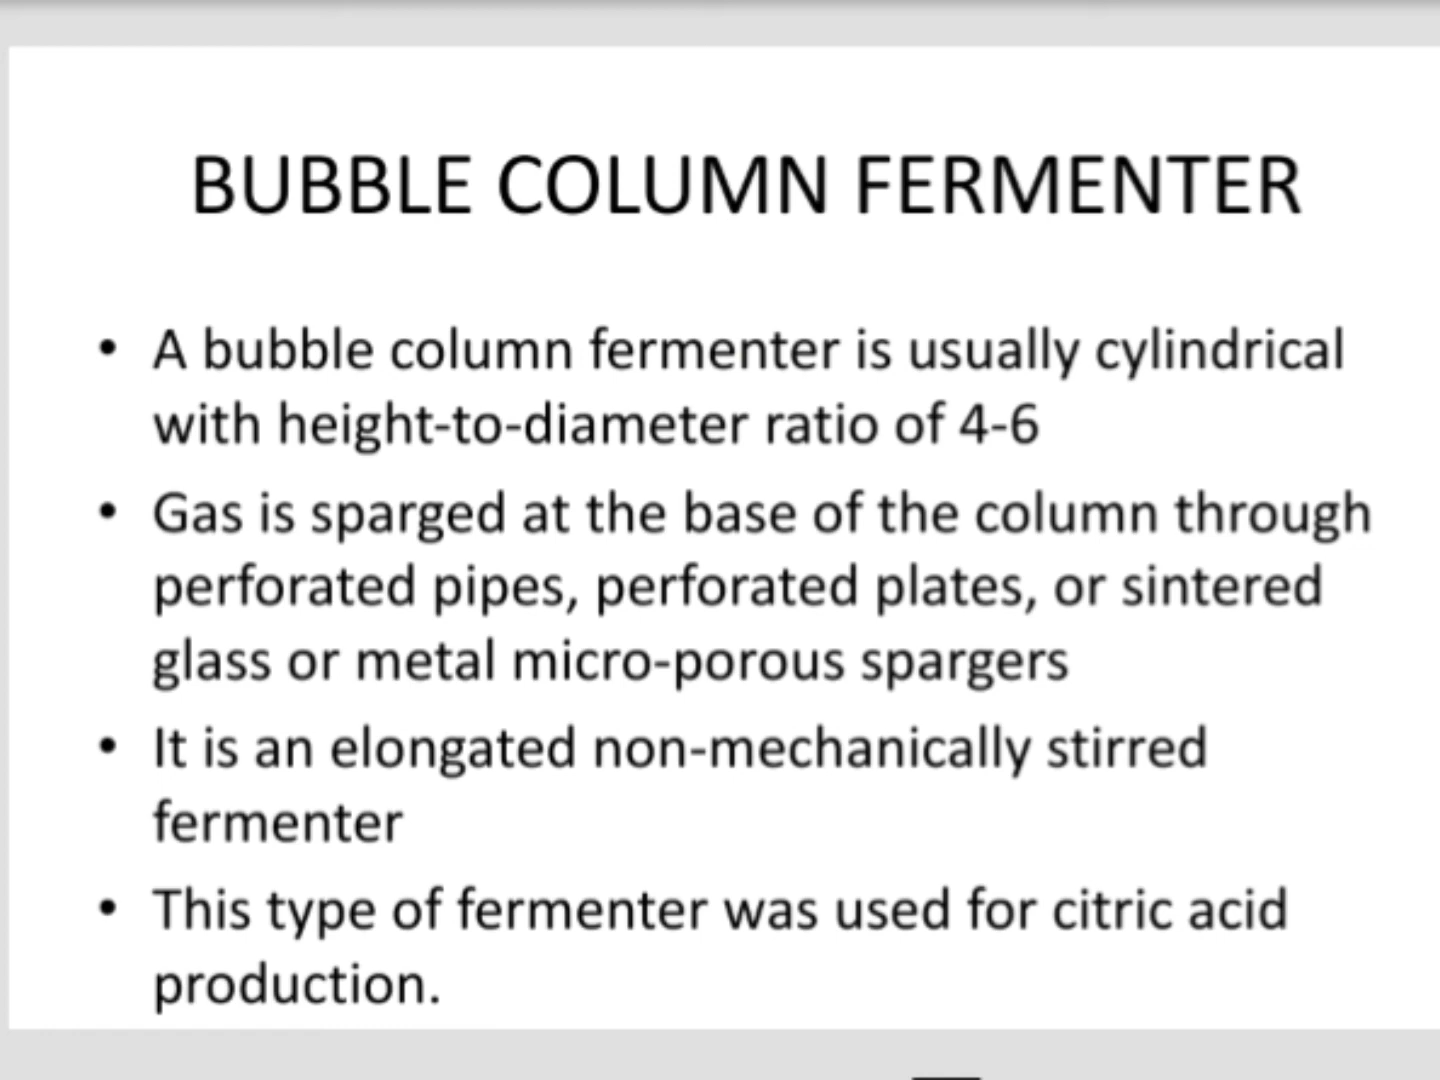 BUBBLE COLUMN FERMENTER
• A bubble column fermenter is usually cylindrical
with height-to-diameter ratio of 4-6
• Gas is sparged at the base of the column through
perforated pipes, perforated plates, or sintered
glass or metal micro-porous spargers
• It is an elongated non-mechanically stirred
fermenter
• This type of fermenter was used for citric acid
production.